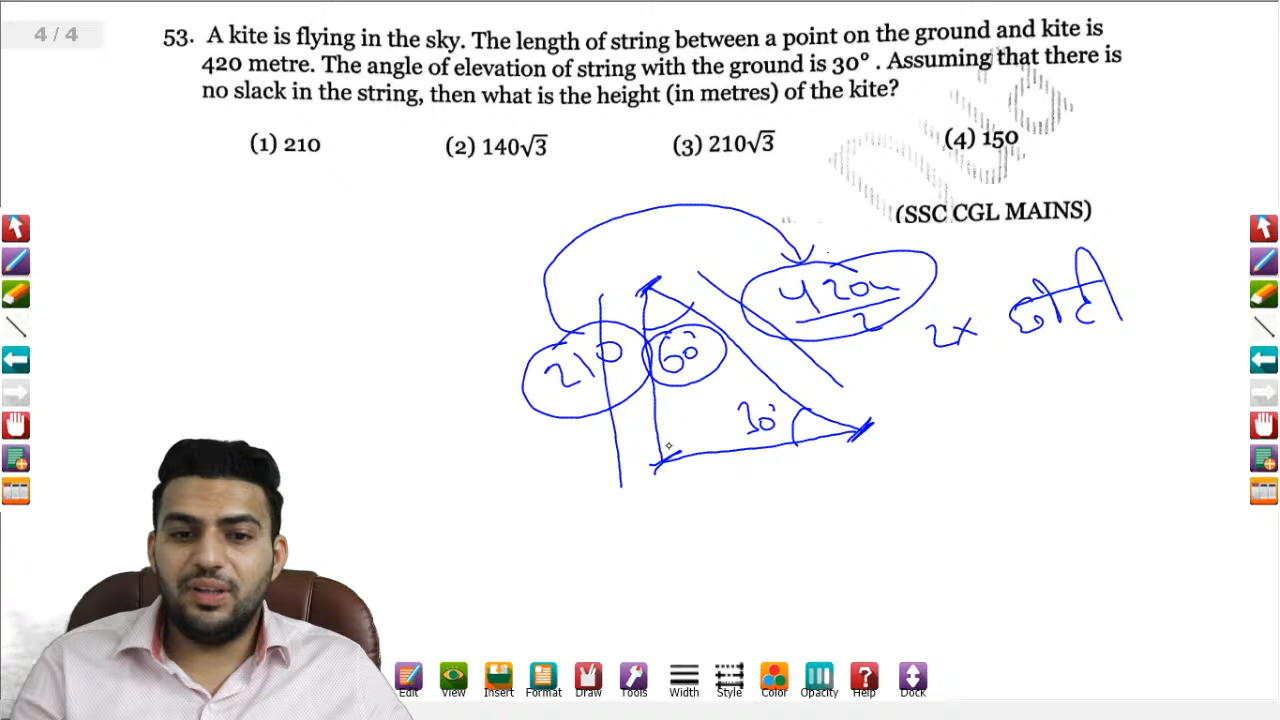 4 / 4
53. A kite is flying in the sky. The length of string between a point on the ground and kite is
420 metre. The angle of elevation of string with the ground is 30° . Assuming that there is
no slack in the string, then what is the height (in metres) of the kite?
(1) 210 (2) 140√3 (3) 210√3 (4) 150
(SSC CGL MAINS)
420m
2
2x छोटी
210
60°
30°
Edit View Insert Format Draw Tools Width Style Color Opacity Help Dock